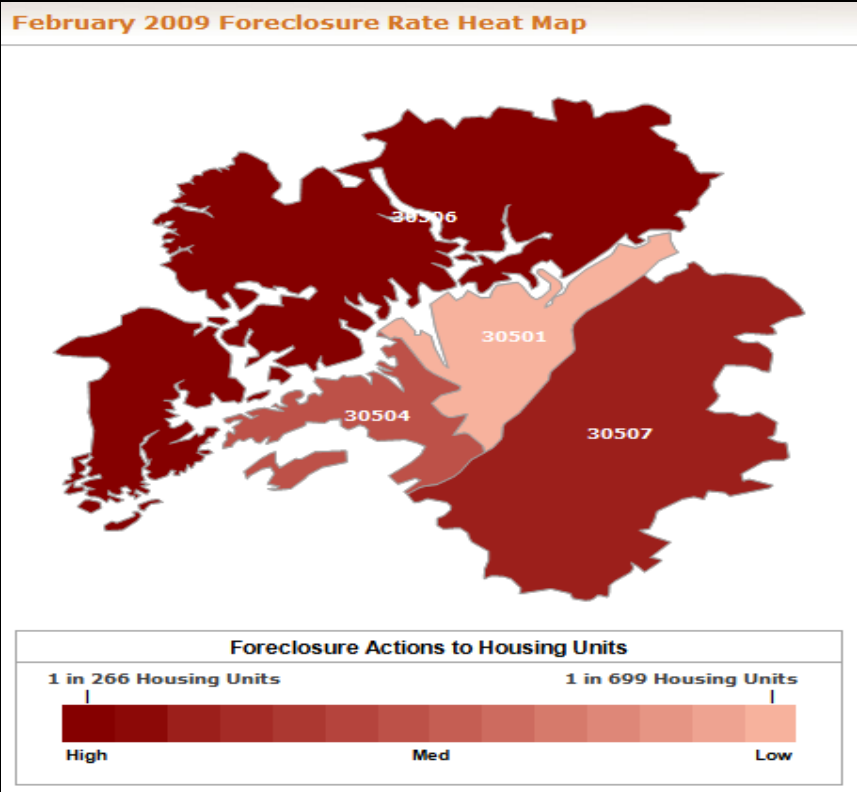 February 2009 Foreclosure Rate Heat Map
30506
30501
30504
30507
Foreclosure Actions to Housing Units
1 in 266 Housing Units 1 in 699 Housing Units
High Med Low